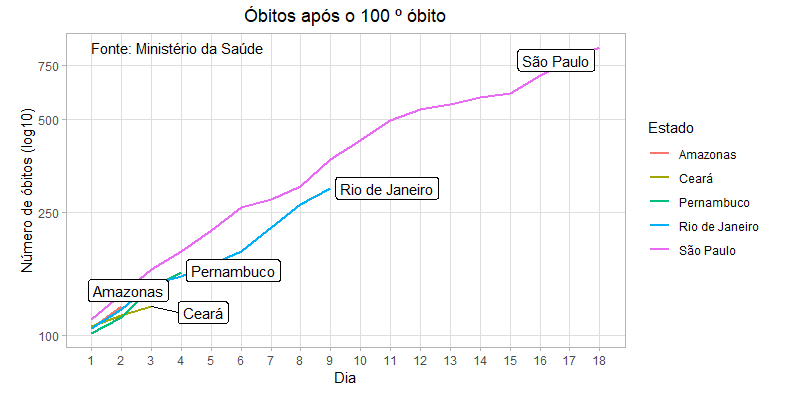 Óbitos após o 100 º óbito
Fonte: Ministério da Saúde
Número de óbitos (log10)
750
500
250
100
São Paulo
Rio de Janeiro
Pernambuco
Amazonas
Ceará
1 2 3 4 5 6 7 8 9 10 11 12 13 14 15 16 17 18
Dia
Estado
Amazonas
Ceará
Pernambuco
Rio de Janeiro
São Paulo